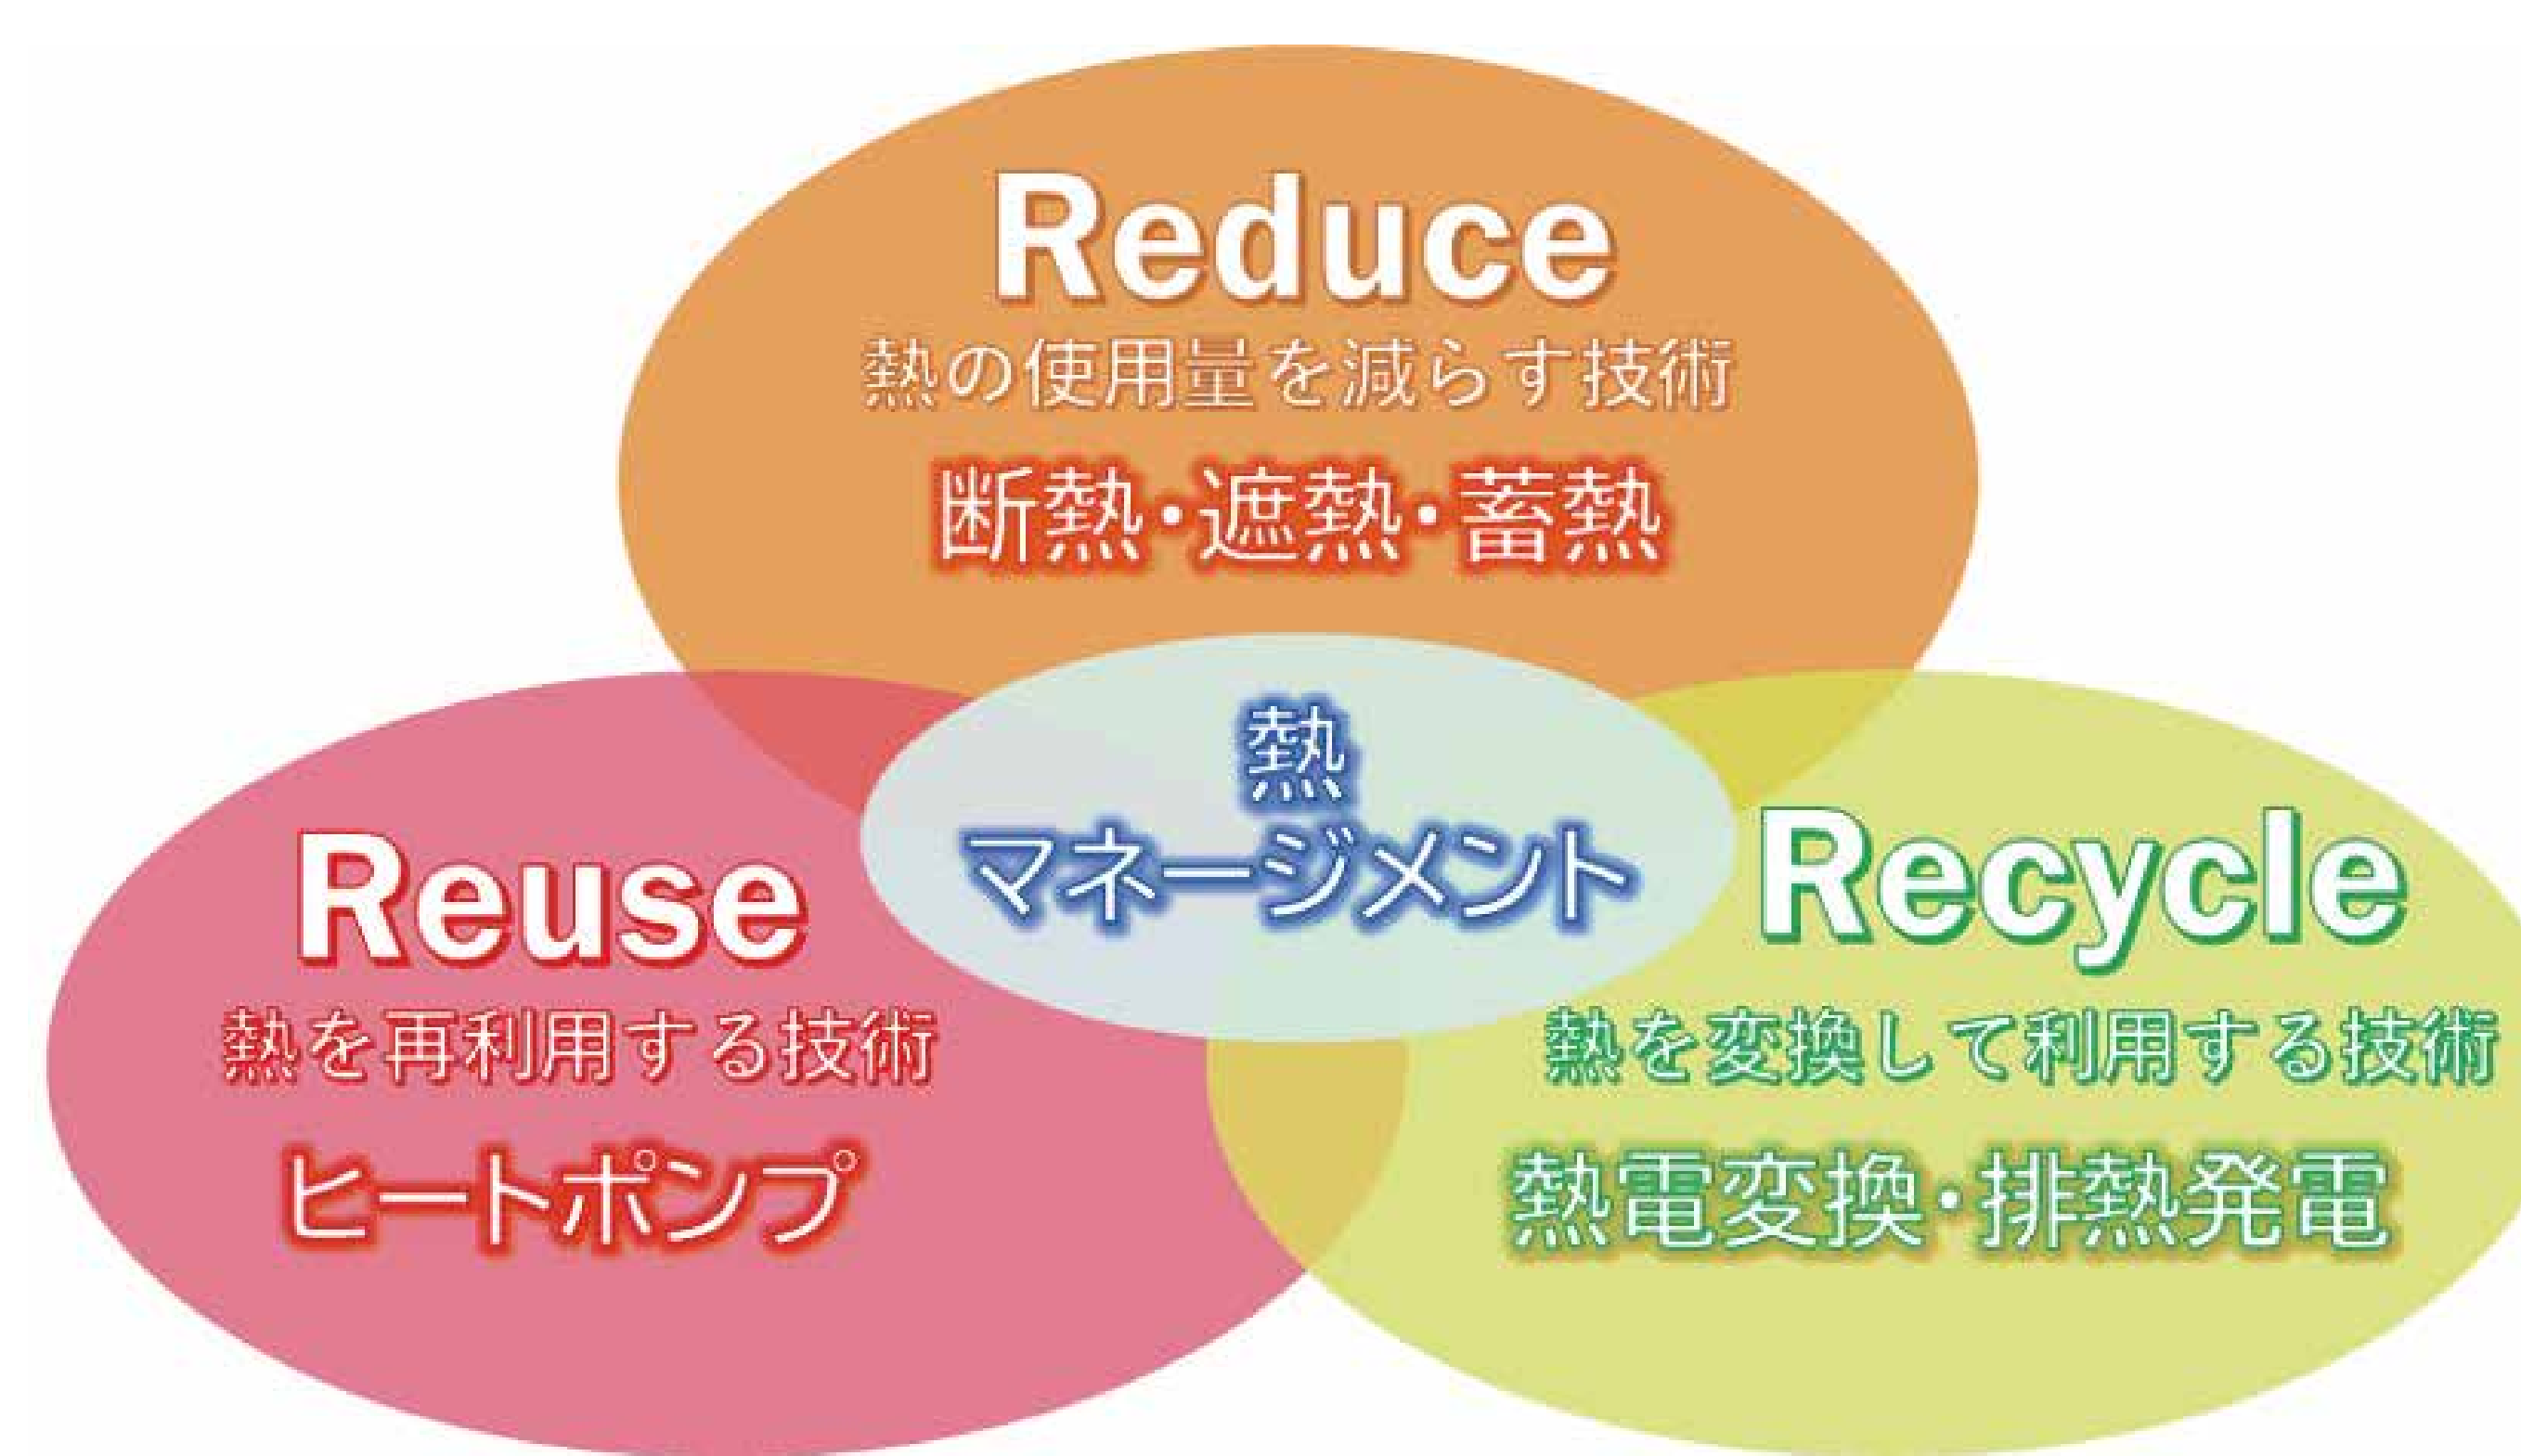 Reduce
熱の使用量を減らす技術
断熱・遮熱・蓄熱
熱
マネージメント
Reuse
熱を再利用する技術
ヒートポンプ
Recycle
熱を変換して利用する技術
熱電変換・排熱発電